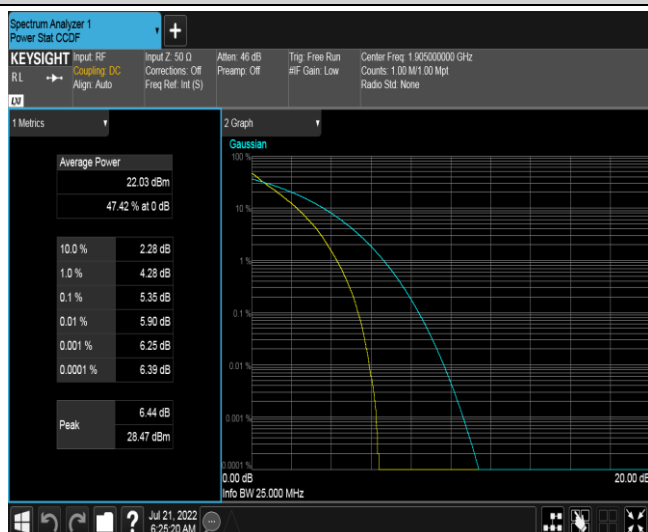 Spectrum Analyzer 1
Power Stat CCDF
+
KEYSIGHT
RL
LXI
Input: RF
Coupling: DC
Align: Auto
Input Z: 50 Ω
Corrections: Off
Freq Ref: Int (S)
Atten: 46 dB
Preamp: Off
Trig: Free Run
#IF Gain: Low
Center Freq: 1.905000000 GHz
Counts: 1.00 M/1.00 Mpt
Radio Std: None
1 Metrics
Average Power
22.03 dBm
47.42 % at 0 dB
10.0 % 2.28 dB
1.0 % 4.28 dB
0.1 % 5.35 dB
0.01 % 5.90 dB
0.001 % 6.25 dB
0.0001 % 6.39 dB
Peak
6.44 dB
28.47 dBm
2 Graph
Gaussian
100 %
10 %
1 %
0.1 %
0.01 %
0.001 %
0.0001 %
0.00 dB
20.00 dB
Info BW 25.000 MHz
?
Jul 21, 2022
6:25:20 AM